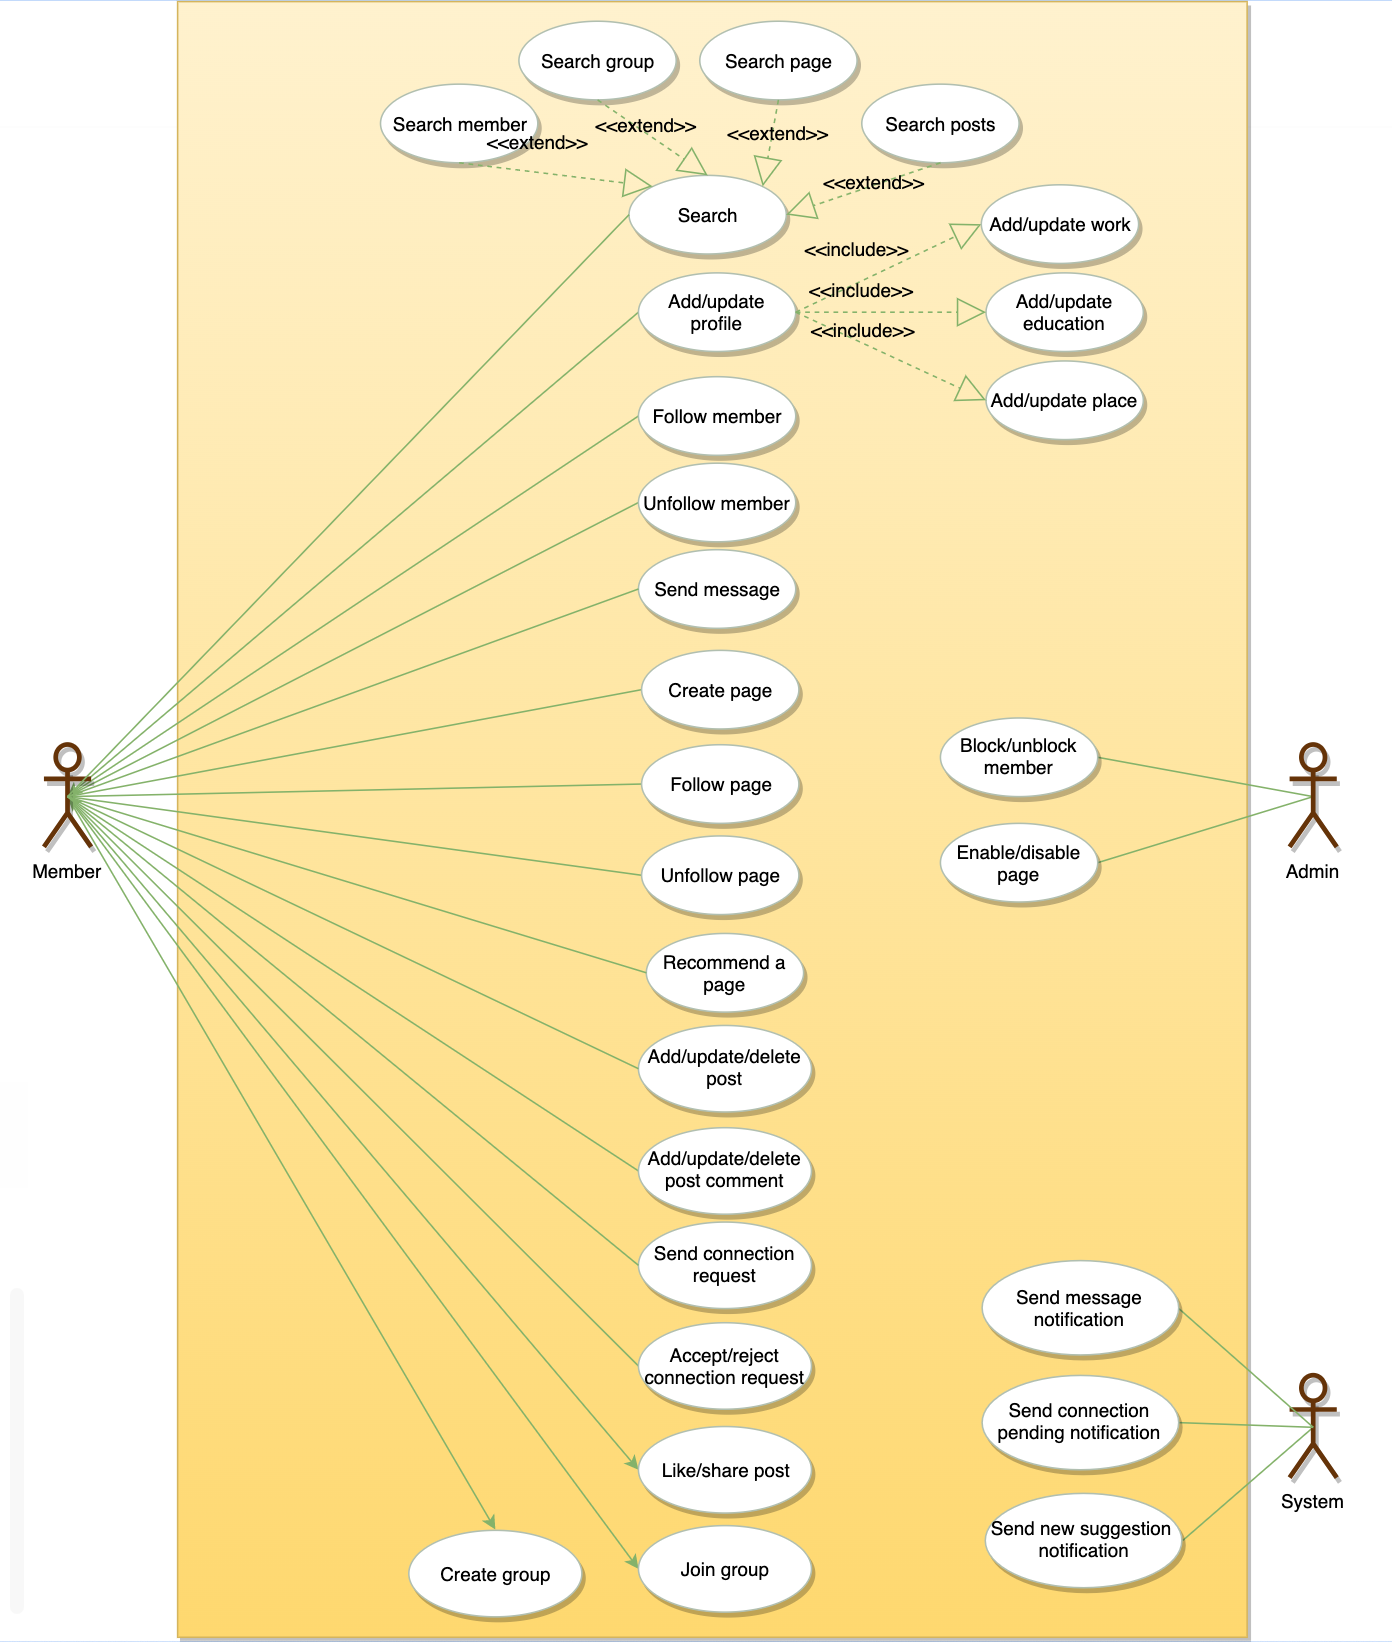 Search group
Search page
Search member
Search posts
<<extend>>
<<extend>>
<<extend>>
<<extend>>
Search
Add/update work
<<include>>
<<include>>
<<include>>
Add/update
profile
Add/update
education
Add/update place
Follow member
Unfollow member
Send message
Create page
Follow page
Unfollow page
Recommend a
page
Add/update/delete
post
Add/update/delete
post comment
Send connection
request
Accept/reject
connection request
Like/share post
Join group
Create group
Member
Block/unblock
member
Enable/disable
page
Admin
Send message
notification
Send connection
pending notification
Send new suggestion
notification
System